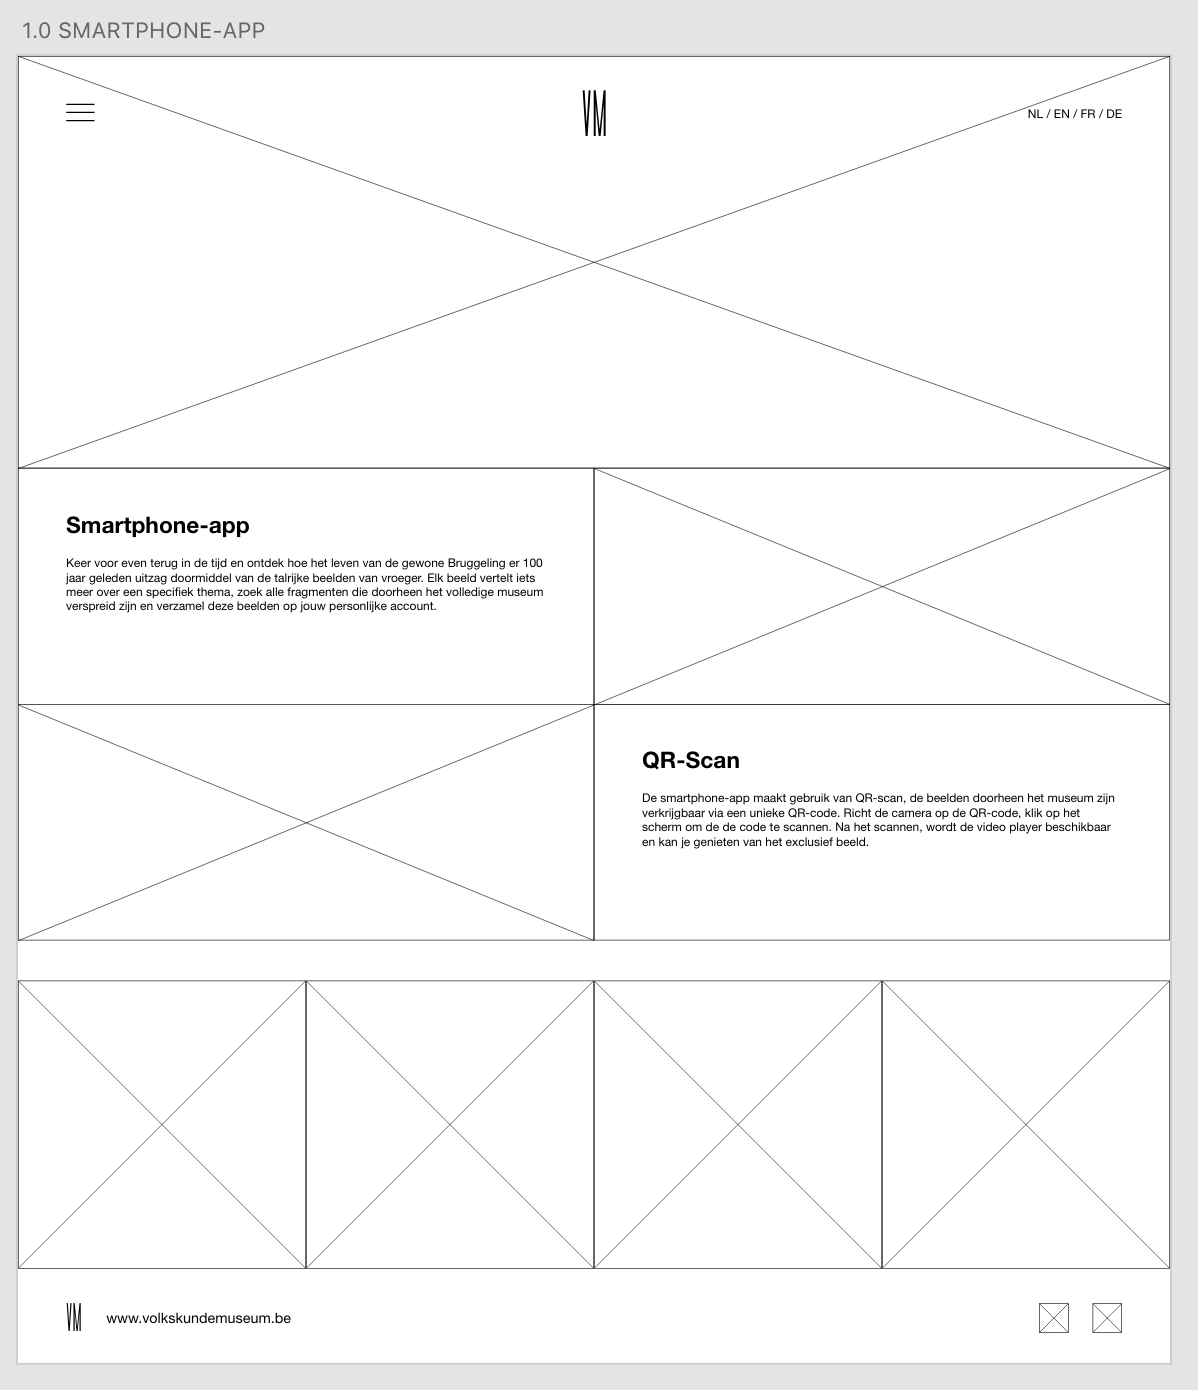 1.0 SMARTPHONE-APP
VM
NL / EN / FR / DE
Smartphone-app
Keer voor even terug in de tijd en ontdek hoe het leven van de gewone Bruggeling er 100
jaar geleden uitzag doormiddel van de talrijke beelden van vroeger. Elk beeld vertelt iets
meer over een specifiek thema, zoek alle fragmenten die doorheen het volledige museum
verspreid zijn en verzamel deze beelden op jouw personlijke account.
QR-Scan
De smartphone-app maakt gebruik van QR-scan, de beelden doorheen het museum zijn
verkrijgbaar via een unieke QR-code. Richt de camera op de QR-code, klik op het
scherm om de de code te scannen. Na het scannen, wordt de video player beschikbaar
en kan je genieten van het exclusief beeld.
VM www.volkskundemuseum.be